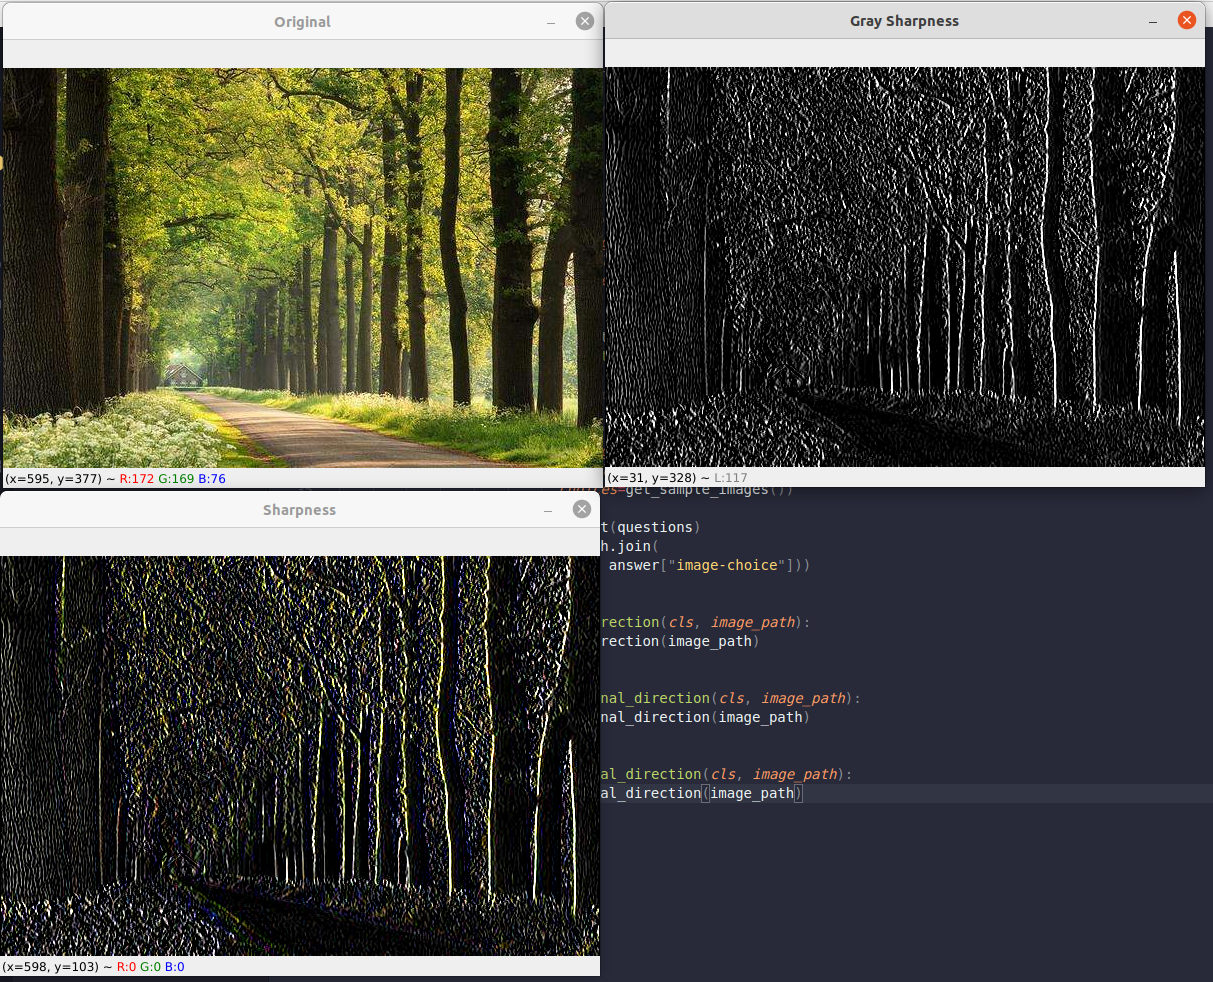 Original
(x=595, y=377) ~ R:172 G:169 B:76
Gray Sharpness
(x=31, y=328) ~ L:117
Sharpness
(x=598, y=103) ~ R:0 G:0 B:0
choices=get_sample_images())
t(questions)
h.join(
answer["image-choice"]))
rection(cls, image_path):
rection(image_path)
nal_direction(cls, image_path):
nal_direction(image_path)
al_direction(cls, image_path):
al_direction(image_path)